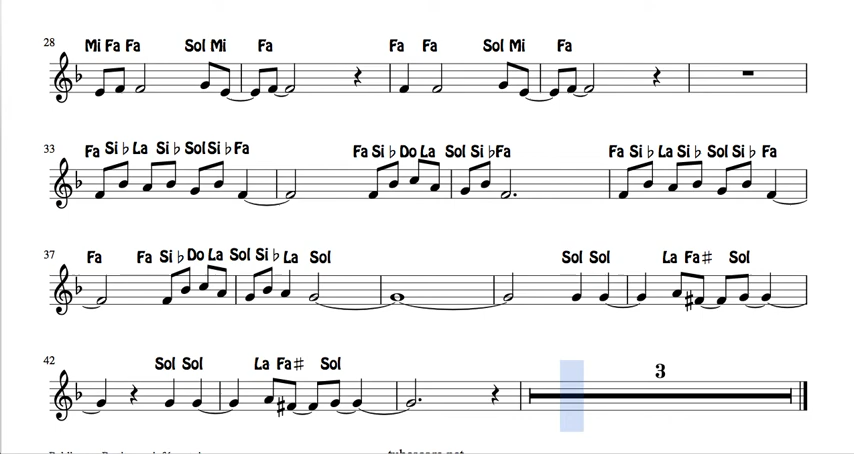 28 Mi Fa Fa Sol Mi Fa Fa Fa Sol Mi Fa
33 Fa Si♭ La Si♭ Sol Si♭ Fa Fa Si♭ Do La Sol Si♭ Fa Fa Si♭ La Si♭ Sol Si♭ Fa
37 Fa Fa Si♭ Do La Sol Si♭ La Sol Sol Sol La Fa♯ Sol
42 Sol Sol La Fa♯ Sol 3